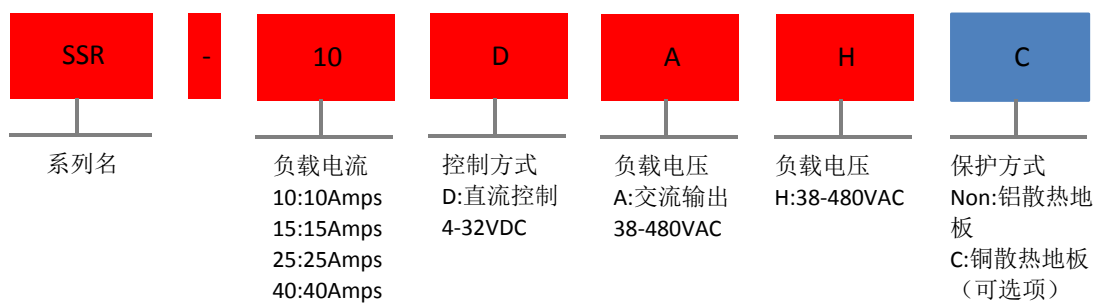 SSR - 10 D A H C
系列名
负载电流
10:10Amps
15:15Amps
25:25Amps
40:40Amps
控制方式
D:直流控制
4-32VDC
负载电压
A:交流输出
38-480VAC
负载电压
H:38-480VAC
保护方式
Non:铝散热地
板
C:铜散热地板
（可选项）